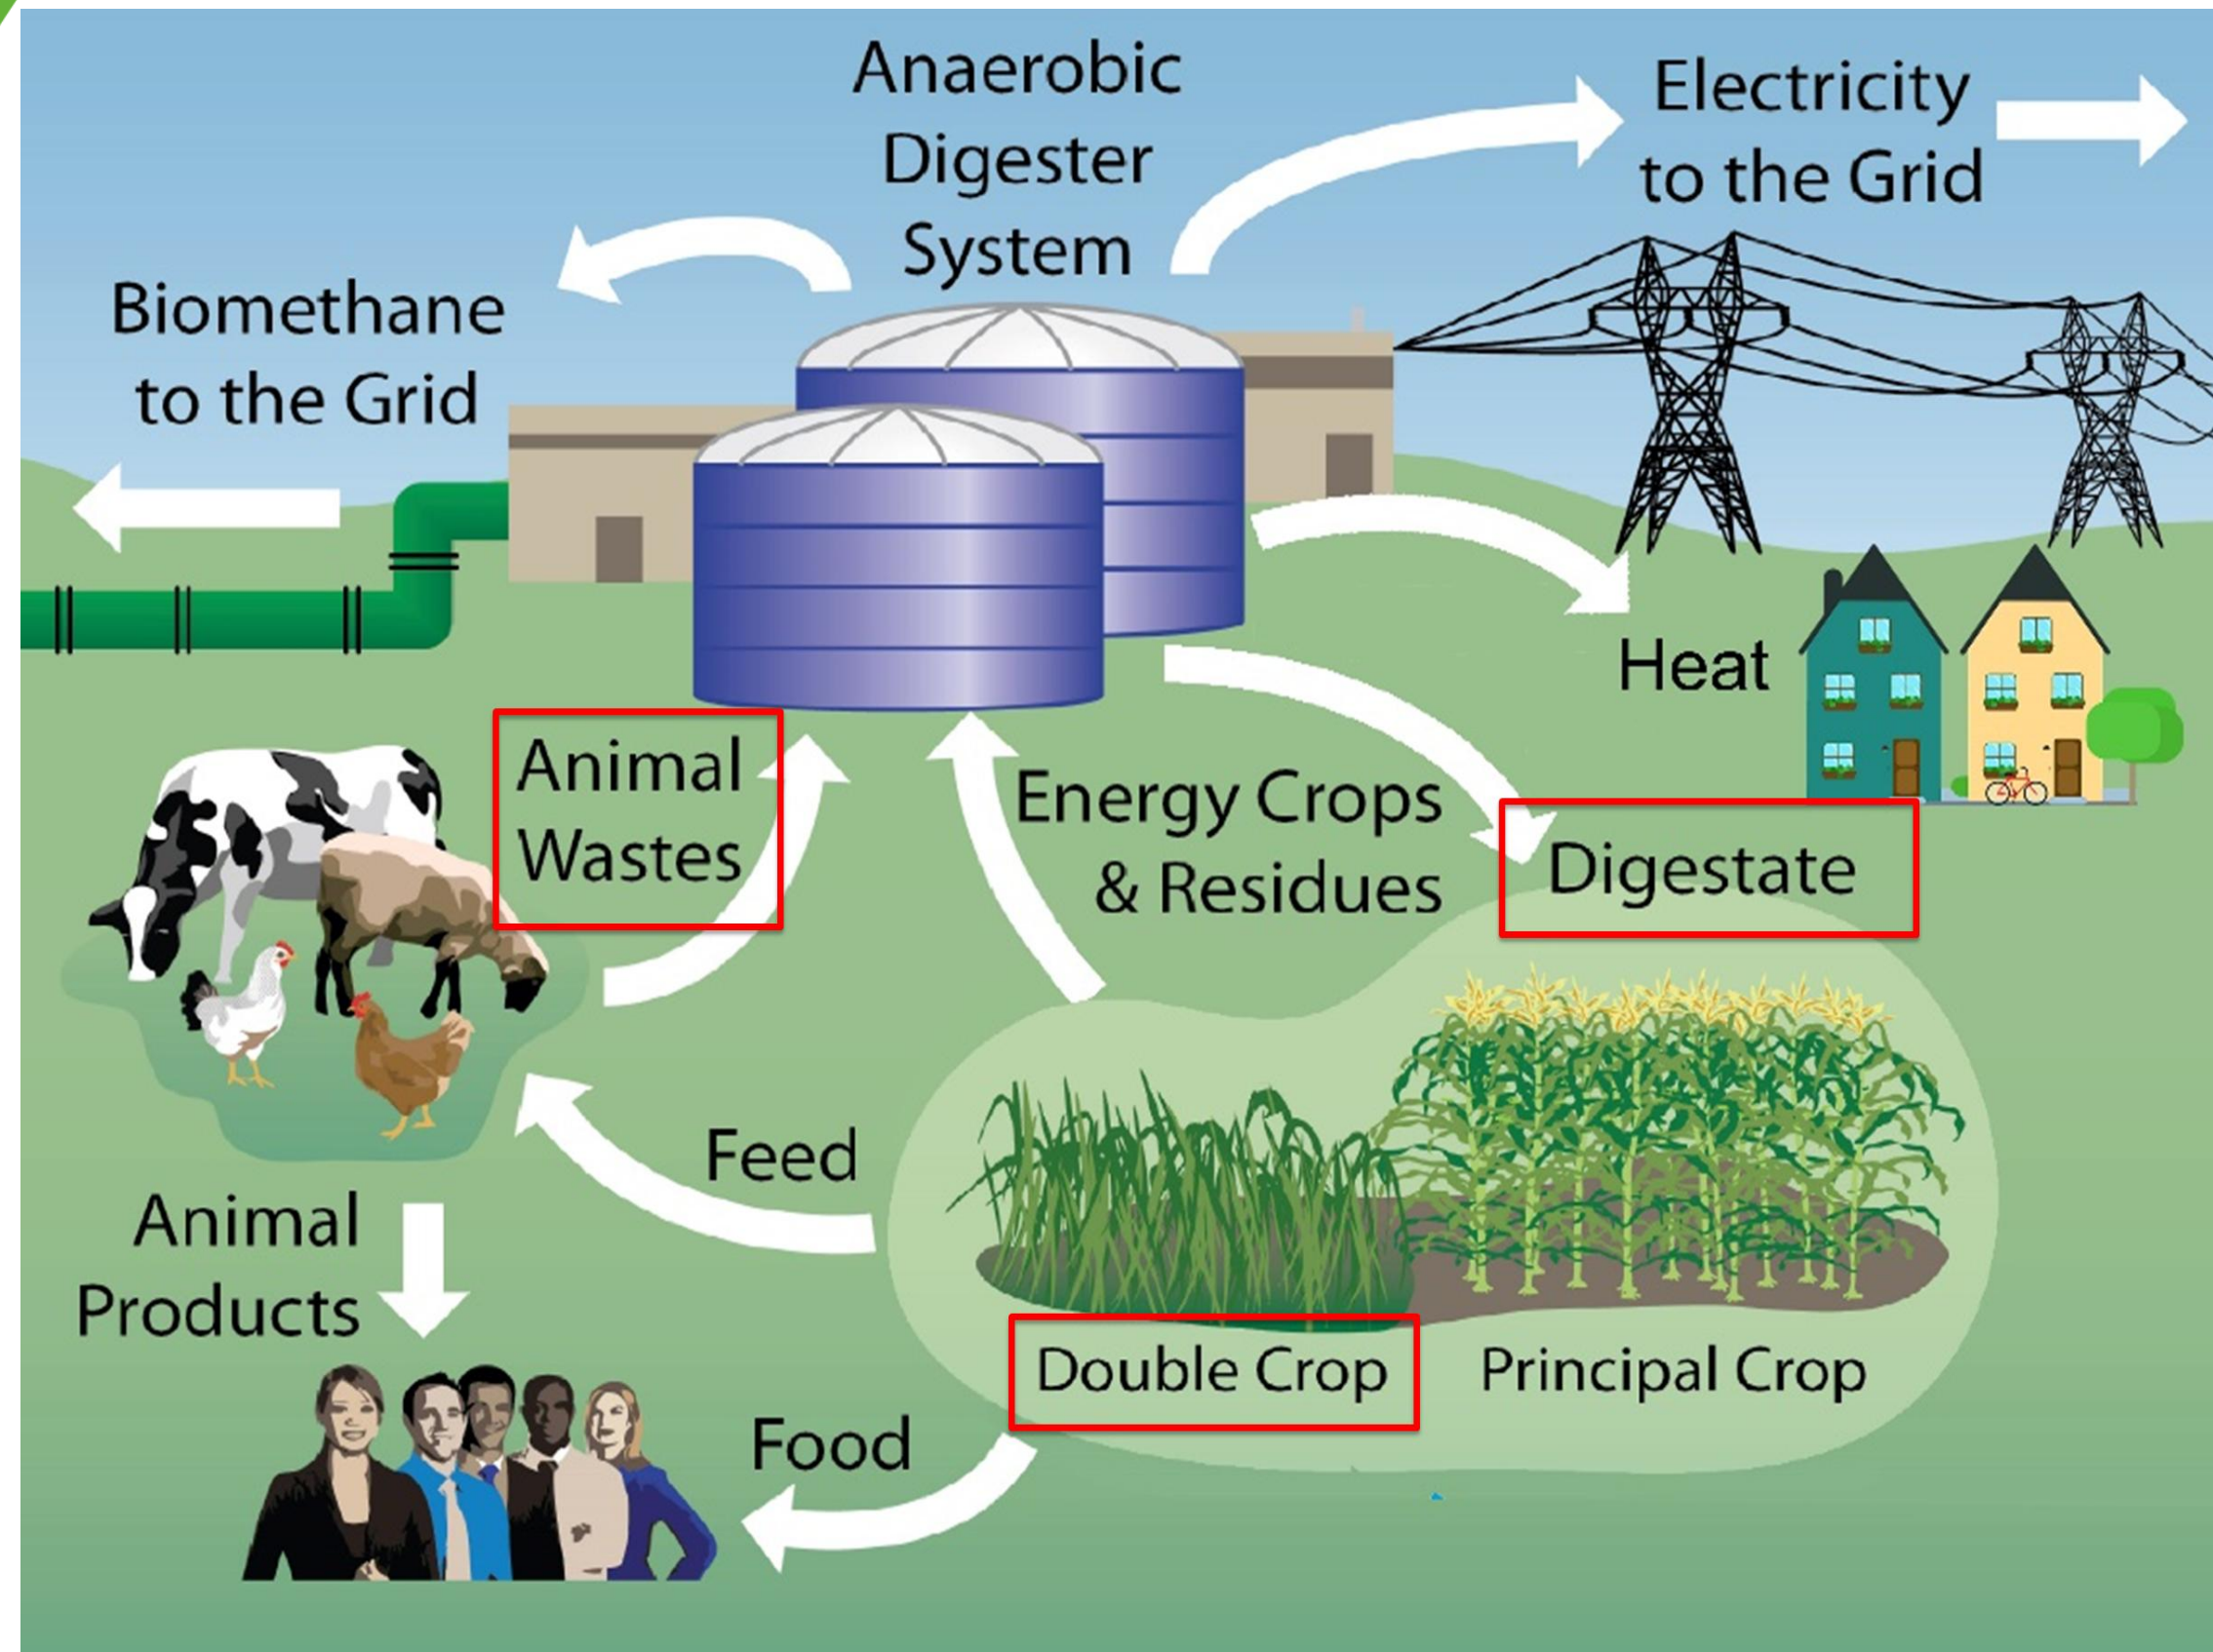 Anaerobic
Digester
System
Electricity
to the Grid
Biomethane
to the Grid
Heat
Animal
Wastes
Energy Crops
& Residues
Digestate
Feed
Animal
Products
Double Crop
Principal Crop
Food